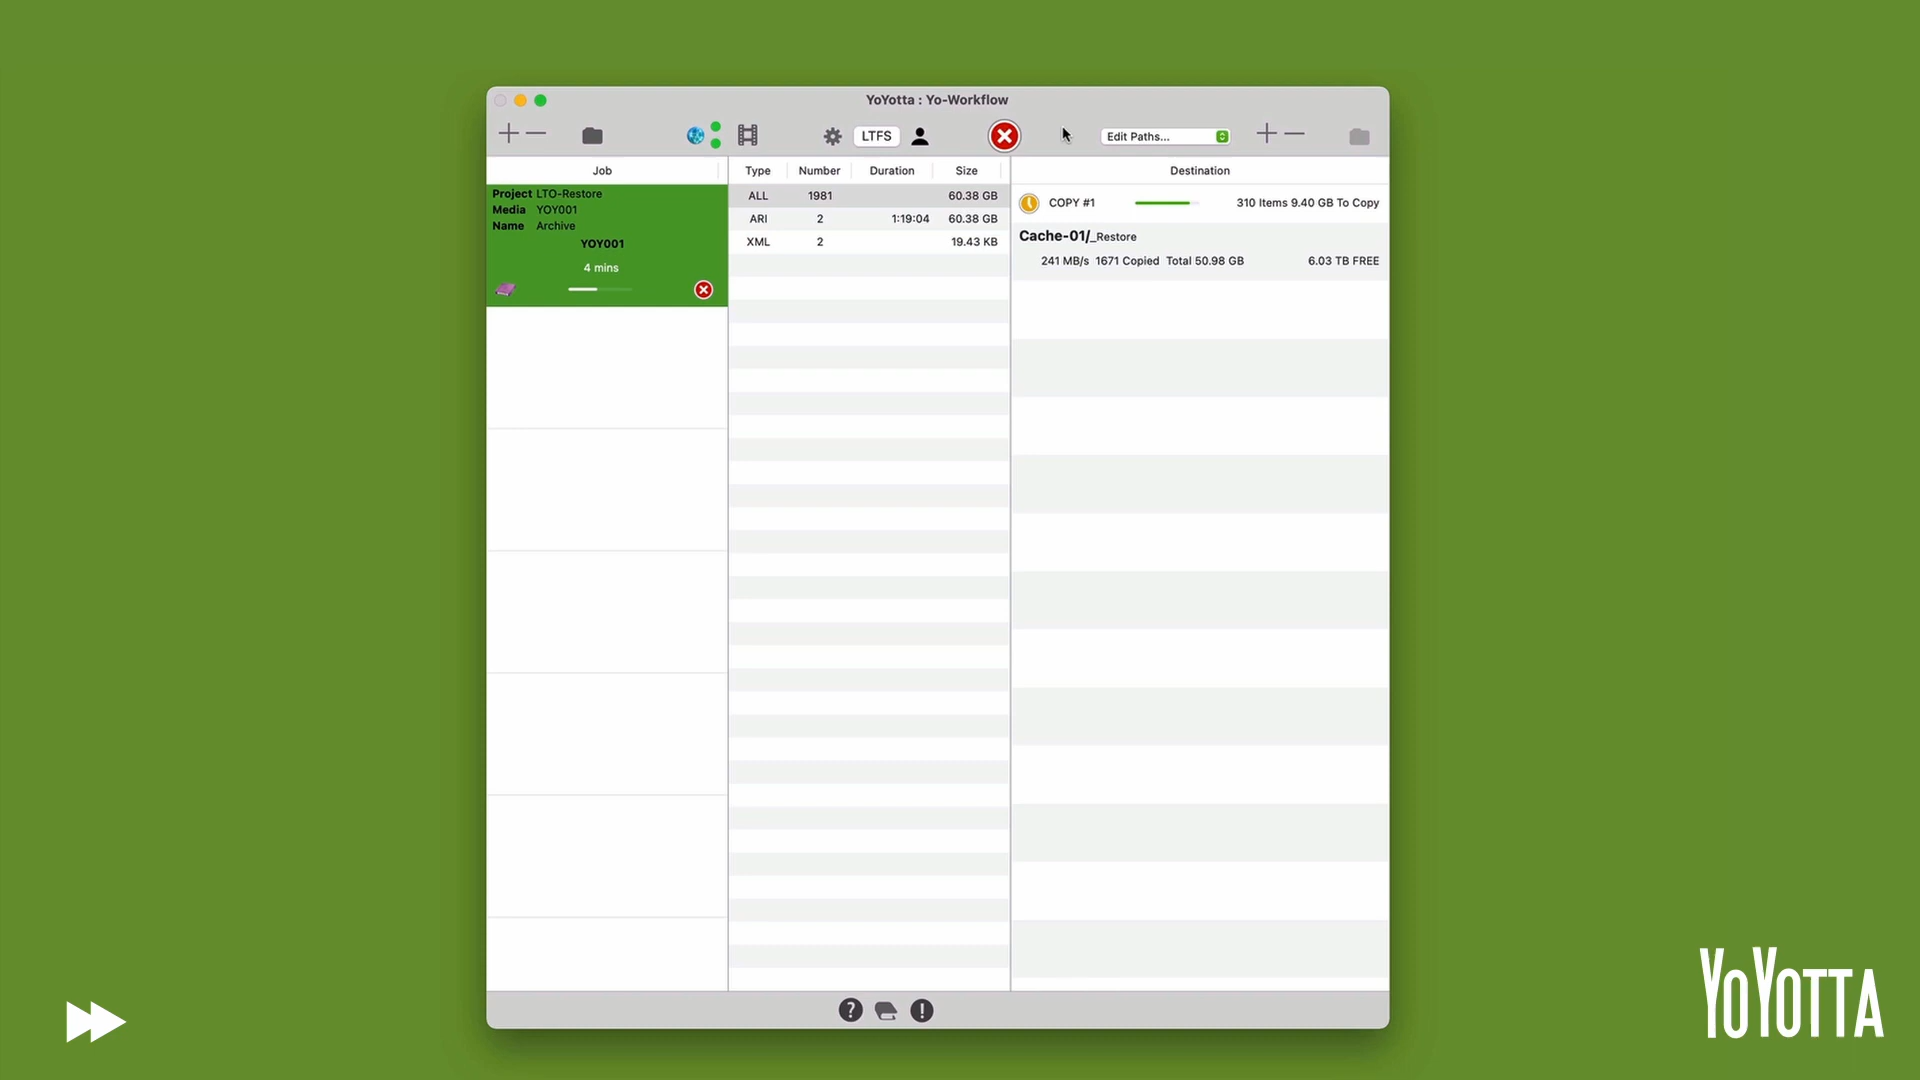 YoYotta : Yo-Workflow
LTFS
Edit Paths...
Job
Type Number Duration Size
Destination
Project LTO-Restore
Media YOY001
Name Archive
YOY001
4 mins
ALL 1981 60.38 GB
ARI 2 1:19:04 60.38 GB
XML 2 19.43 KB
COPY #1 310 Items 9.40 GB To Copy
Cache-01/_Restore
241 MB/s 1671 Copied Total 50.98 GB 6.03 TB FREE
YOYOTTA